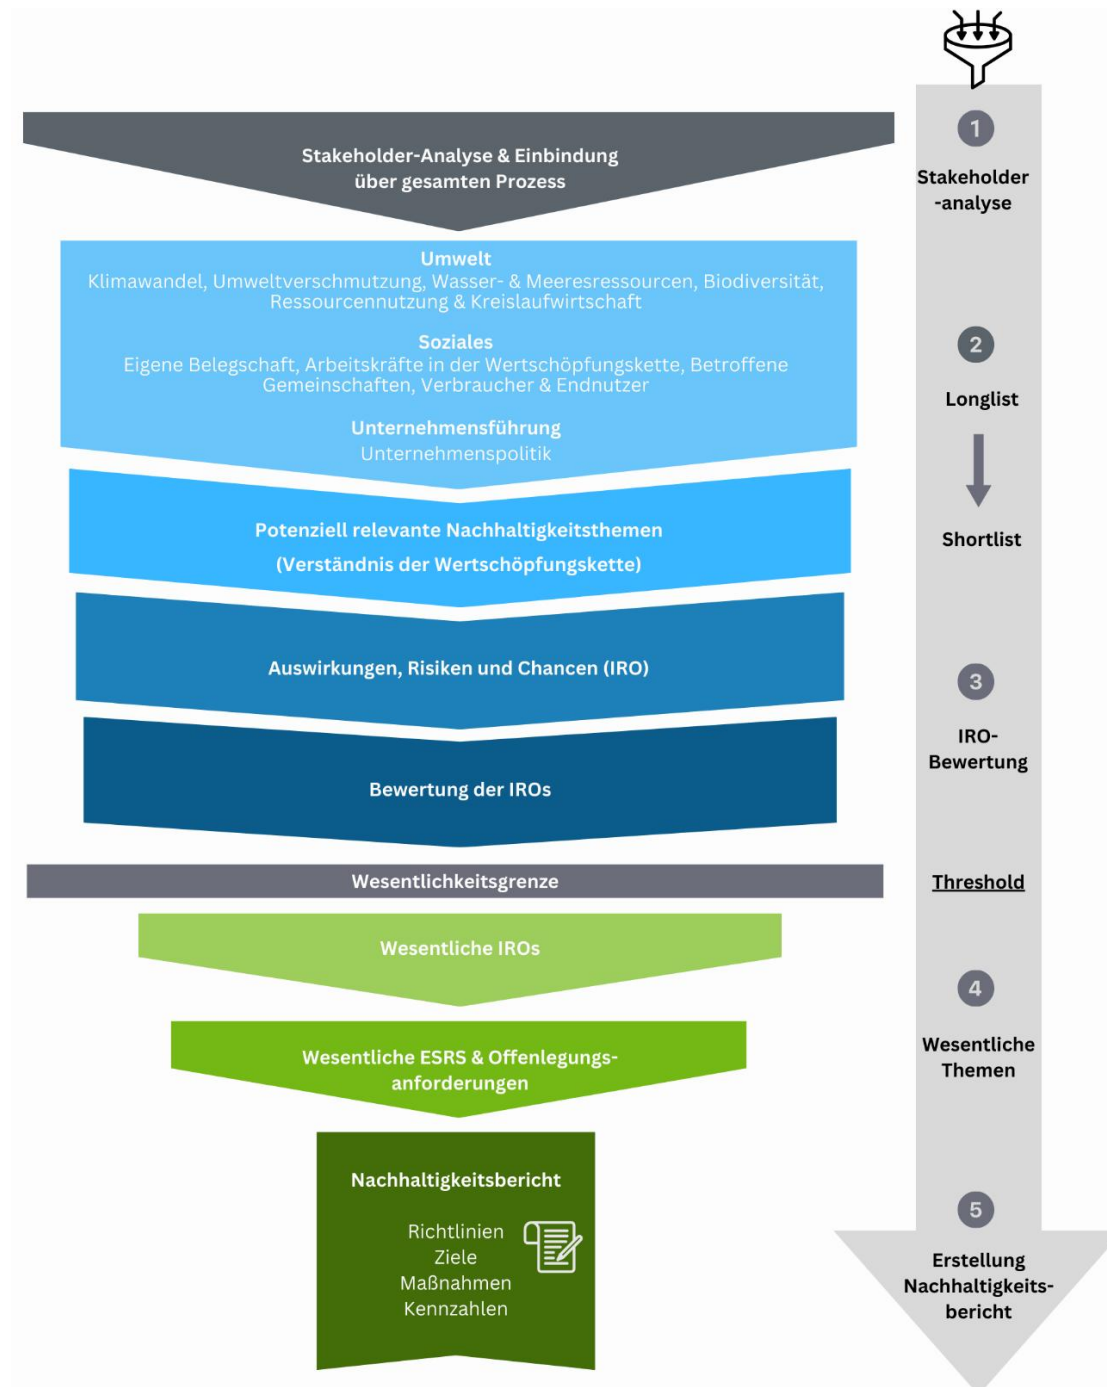 1
Stakeholder-Analyse & Einbindung
über gesamten Prozess
Stakeholder
-analyse
Umwelt
Klimawandel, Umweltverschmutzung, Wasser- & Meeresressourcen, Biodiversität,
Ressourcennutzung & Kreislaufwirtschaft
Soziales
Eigene Belegschaft, Arbeitskräfte in der Wertschöpfungskette, Betroffene
Gemeinschaften, Verbraucher & Endnutzer
Unternehmensführung
Unternehmenspolitik
2
Longlist
Potenziell relevante Nachhaltigkeitsthemen
(Verständnis der Wertschöpfungskette)
Shortlist
Auswirkungen, Risiken und Chancen (IRO)
3
IRO-
Bewertung
Bewertung der IROs
Wesentlichkeitsgrenze
Threshold
Wesentliche IROs
4
Wesentliche
Themen
Wesentliche ESRS & Offenlegungs-
anforderungen
Nachhaltigkeitsbericht
Richtlinien
Ziele
Maßnahmen
Kennzahlen
5
Erstellung
Nachhaltigkeits-
bericht